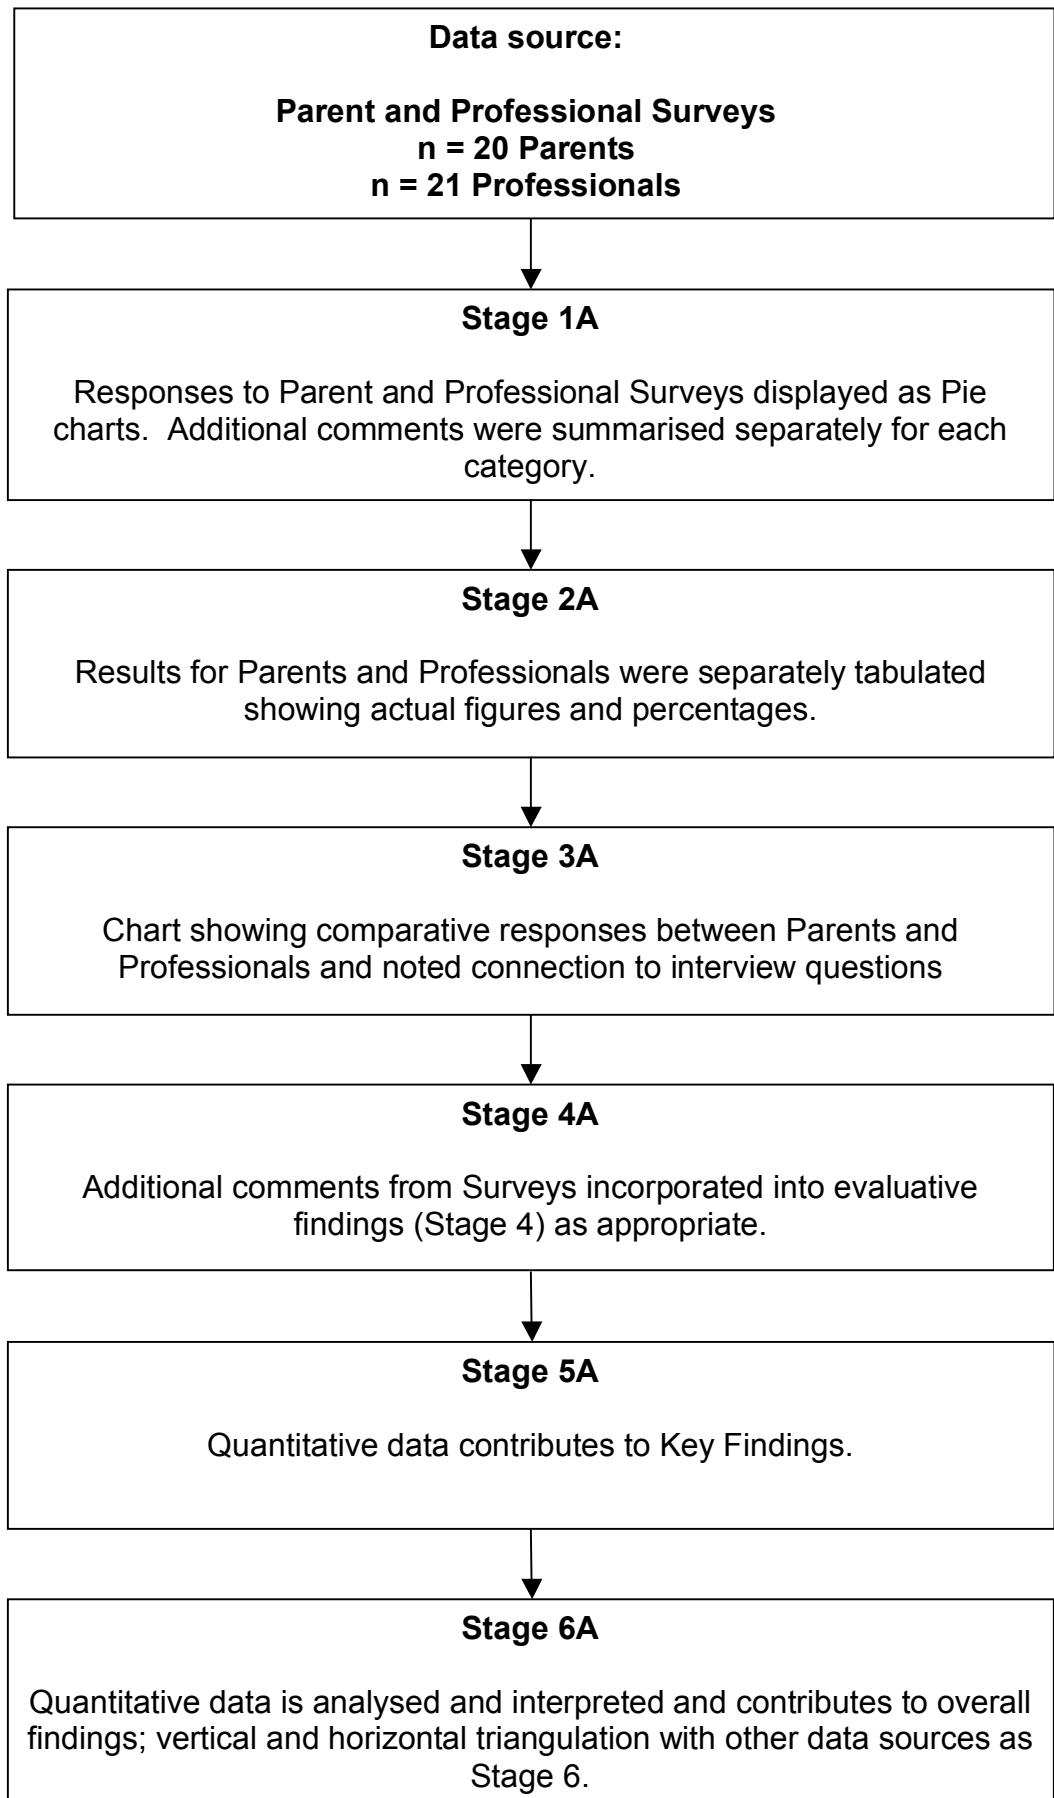 Data source:
Parent and Professional Surveys
n = 20 Parents
n = 21 Professionals
Stage 1A
Responses to Parent and Professional Surveys displayed as Pie
charts.  Additional comments were summarised separately for each
category.
Stage 2A
Results for Parents and Professionals were separately tabulated
showing actual figures and percentages.
Stage 3A
Chart showing comparative responses between Parents and
Professionals and noted connection to interview questions
Stage 4A
Additional comments from Surveys incorporated into evaluative
findings (Stage 4) as appropriate.
Stage 5A
Quantitative data contributes to Key Findings.
Stage 6A
Quantitative data is analysed and interpreted and contributes to overall
findings; vertical and horizontal triangulation with other data sources as
Stage 6.